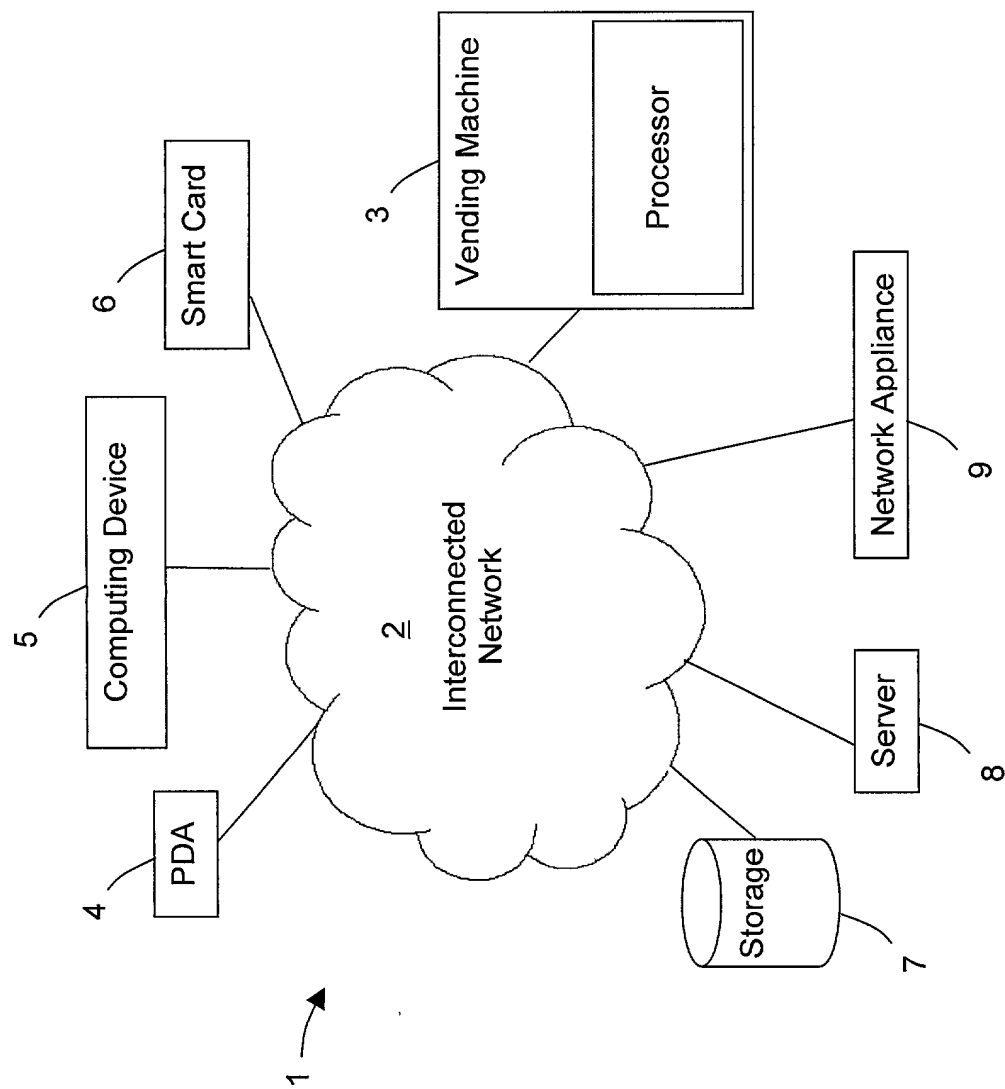 5
Computing Device
6
Smart Card
4
PDA
3
Vending Machine
Processor
2
Interconnected
Network
1
7
Storage
8
Server
9
Network Appliance